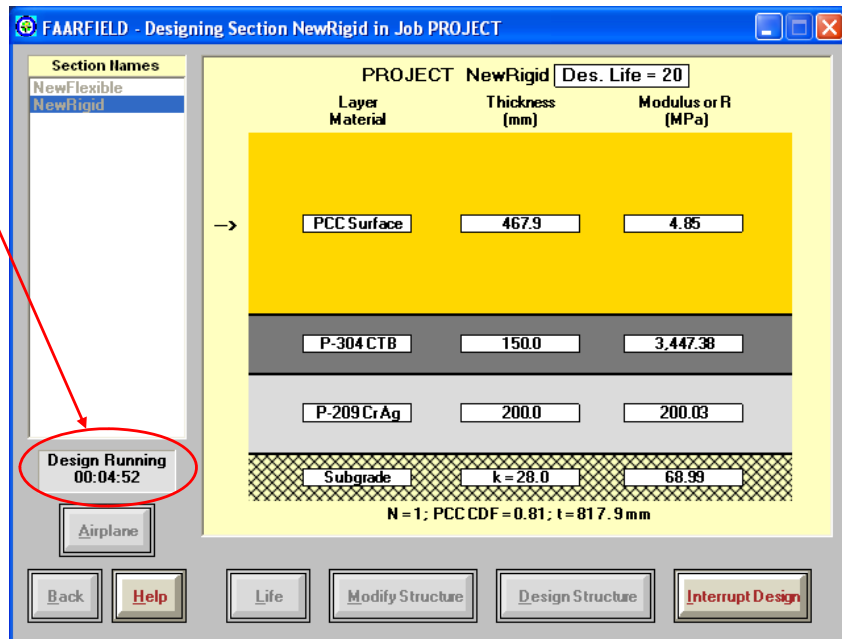 FAARFIELD - Designing Section NewRigid in Job PROJECT
Section Names
NewFlexible
NewRigid
Design Running
00:04:52
PROJECT NewRigid Des. Life = 20
Layer Material Thickness (mm) Modulus or R (MPa)
--> PCC Surface 467.9 4.85
P-304 CTB 150.0 3,447.38
P-209 CrAg 200.0 200.03
Subgrade k = 28.0 68.99
N = 1; PCC CDF = 0.81; t = 817.9 mm
Airplane
Back Help Life Modify Structure Design Structure Interrupt Design